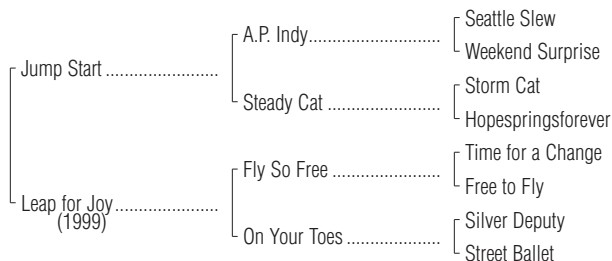 Seattle Slew
A.P. Indy........................................
Weekend Surprise
Jump Start ...................................
Storm Cat
Steady Cat ..................................
Hopespringsforever
Time for a Change
Fly So Free .................................
Free to Fly
Leap for Joy................................
(1999)
Silver Deputy
On Your Toes ............................
Street Ballet